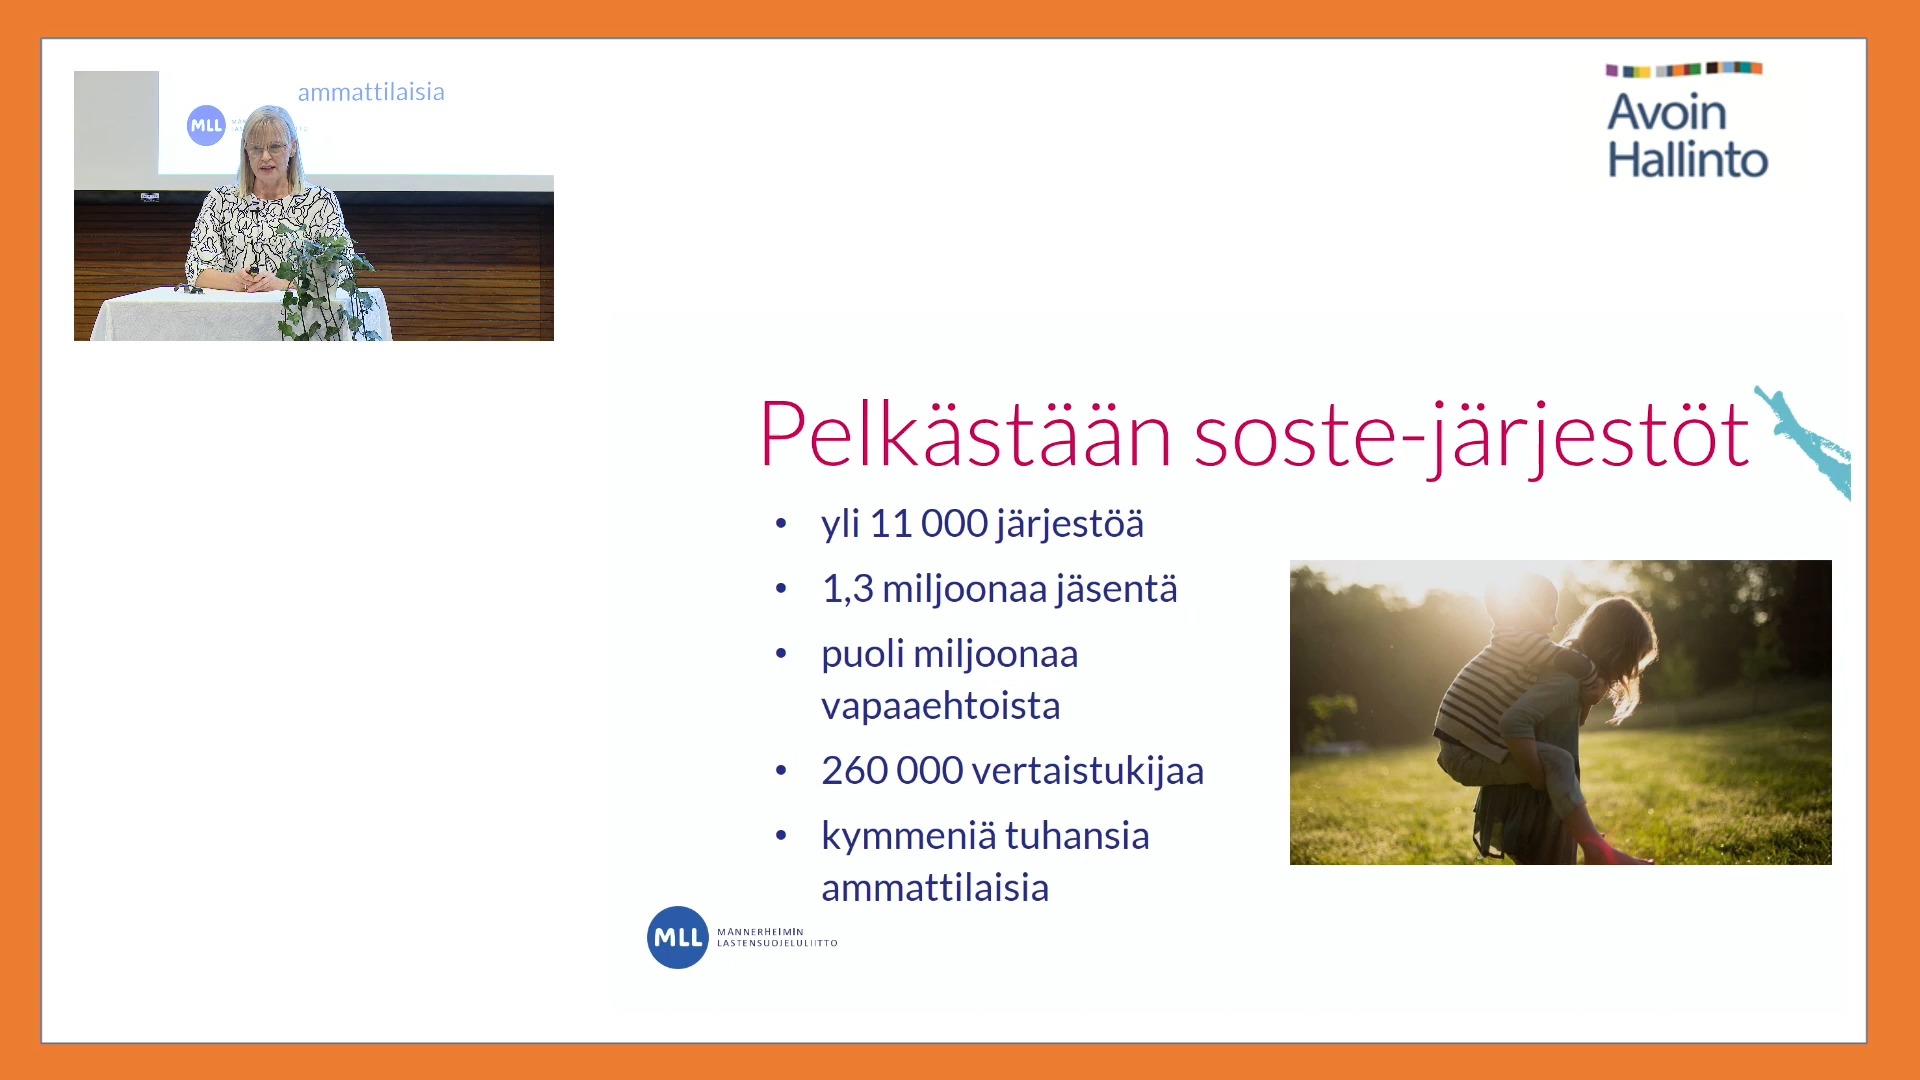 ammattilaisia
MLL
Avoin
Hallinto
Pelkästään soste-järjestöt
• yli 11 000 järjestöä
• 1,3 miljoonaa jäsentä
• puoli miljoonaa
vapaaehtoista
• 260 000 vertaistukijaa
• kymmeniä tuhansia
ammattilaisia
MLL
MANNERHEIMIN
LASTENSUOJELULIITTO